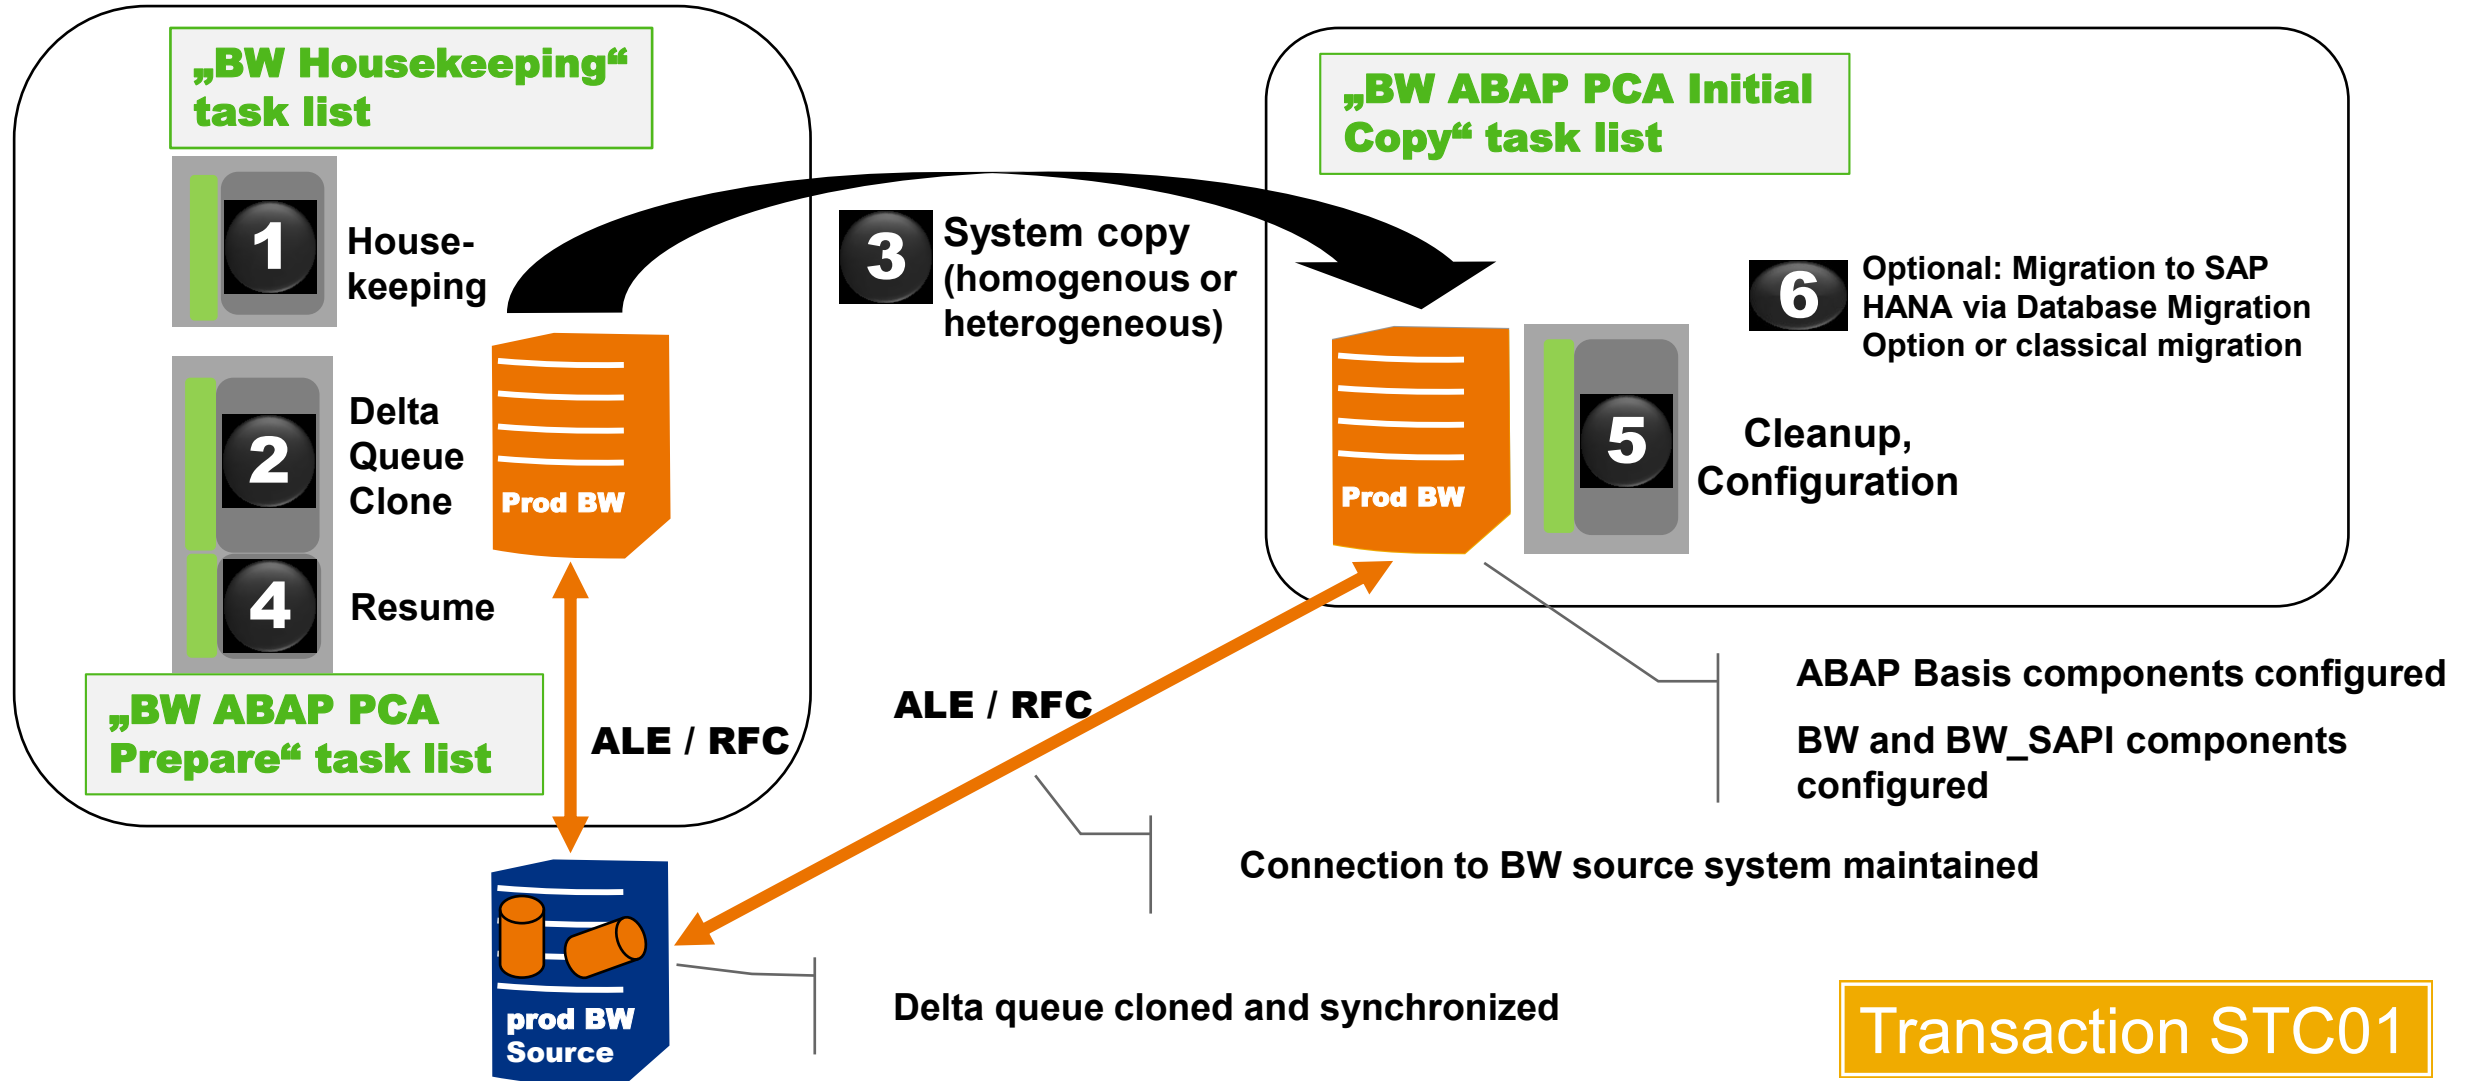 „BW Housekeeping“
task list
1
House-
keeping
2
Delta
Queue
Clone
4
Resume
„BW ABAP PCA
Prepare“ task list
Prod BW
ALE / RFC
prod BW
Source
3
System copy
(homogenous or
heterogeneous)
ALE / RFC
„BW ABAP PCA Initial
Copy“ task list
Prod BW
5
Cleanup,
Configuration
6
Optional: Migration to SAP
HANA via Database Migration
Option or classical migration
ABAP Basis components configured
BW and BW_SAPI components
configured
Connection to BW source system maintained
Delta queue cloned and synchronized
Transaction STC01